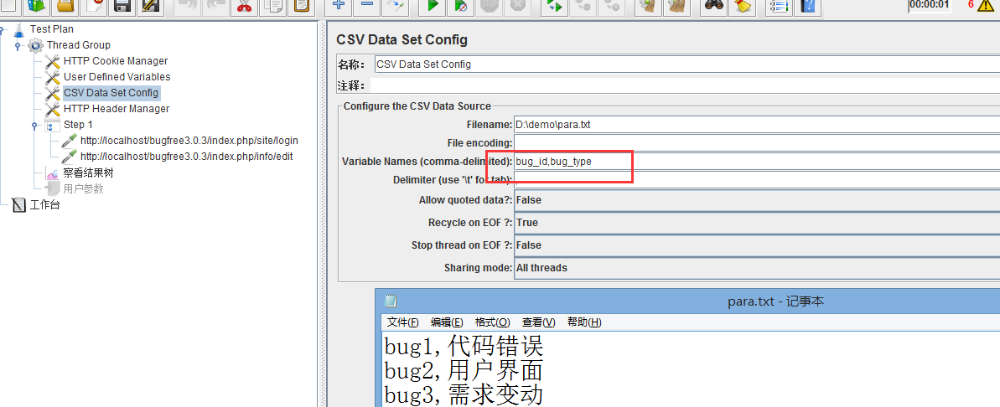 00:00:01 6
Test Plan
Thread Group
HTTP Cookie Manager
User Defined Variables
CSV Data Set Config
HTTP Header Manager
Step 1
http://localhost/bugfree3.0.3/index.php/site/login
http://localhost/bugfree3.0.3/index.php/info/edit
察看结果树
用户参数
工作台
CSV Data Set Config
名称： CSV Data Set Config
注释：
Configure the CSV Data Source
Filename: D:\demo\para.txt
File encoding:
Variable Names (comma-delimited): bug_id,bug_type
Delimiter (use '\t' for tab):
Allow quoted data?: False
Recycle on EOF ?: True
Stop thread on EOF ?: False
Sharing mode: All threads
para.txt - 记事本
文件(F) 编辑(E) 格式(O) 查看(V) 帮助(H)
bug1,代码错误
bug2,用户界面
bug3,需求变动